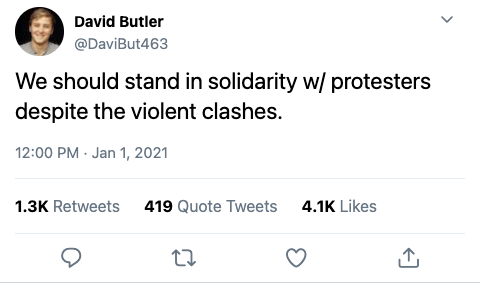 David Butler
@DaviBut463
We should stand in solidarity w/ protesters
despite the violent clashes.
12:00 PM · Jan 1, 2021
1.3K Retweets 419 Quote Tweets 4.1K Likes